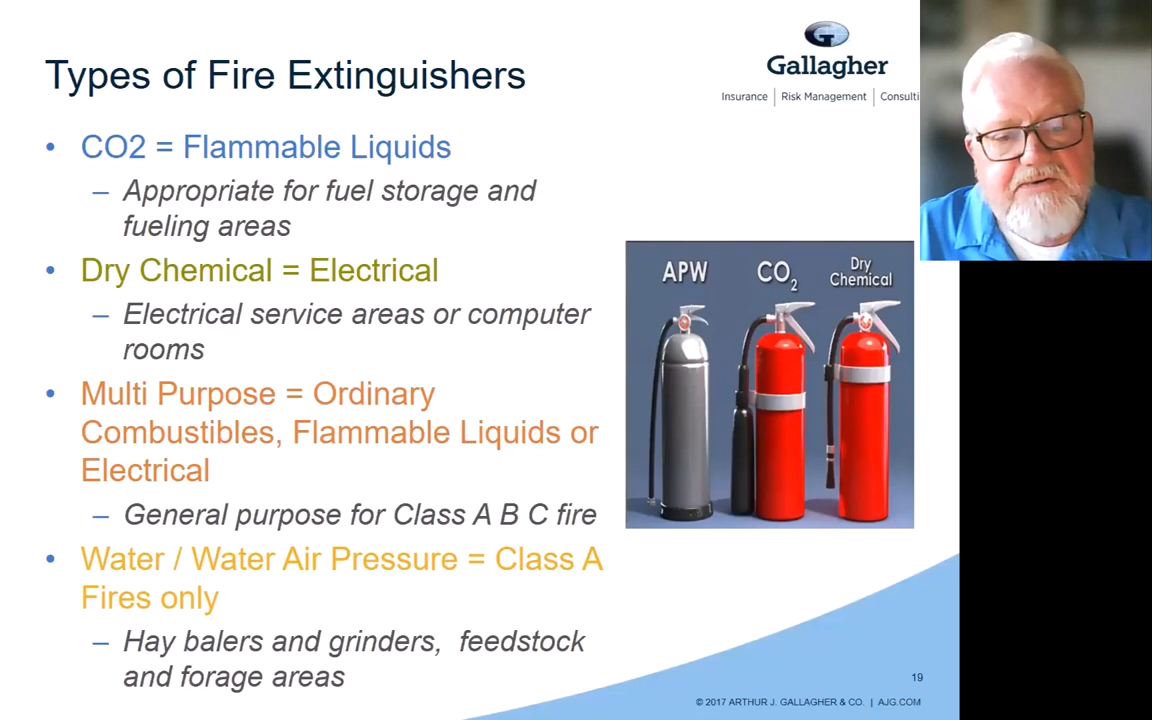 Types of Fire Extinguishers
Gallagher
Insurance | Risk Management | Consulti
• CO2 = Flammable Liquids
– Appropriate for fuel storage and
fueling areas
• Dry Chemical = Electrical
– Electrical service areas or computer
rooms
• Multi Purpose = Ordinary
Combustibles, Flammable Liquids or
Electrical
– General purpose for Class A B C fire
• Water / Water Air Pressure = Class A
Fires only
– Hay balers and grinders, feedstock
and forage areas
APW
CO2
Dry
Chemical
19
© 2017 ARTHUR J. GALLAGHER & CO. | AJG.COM